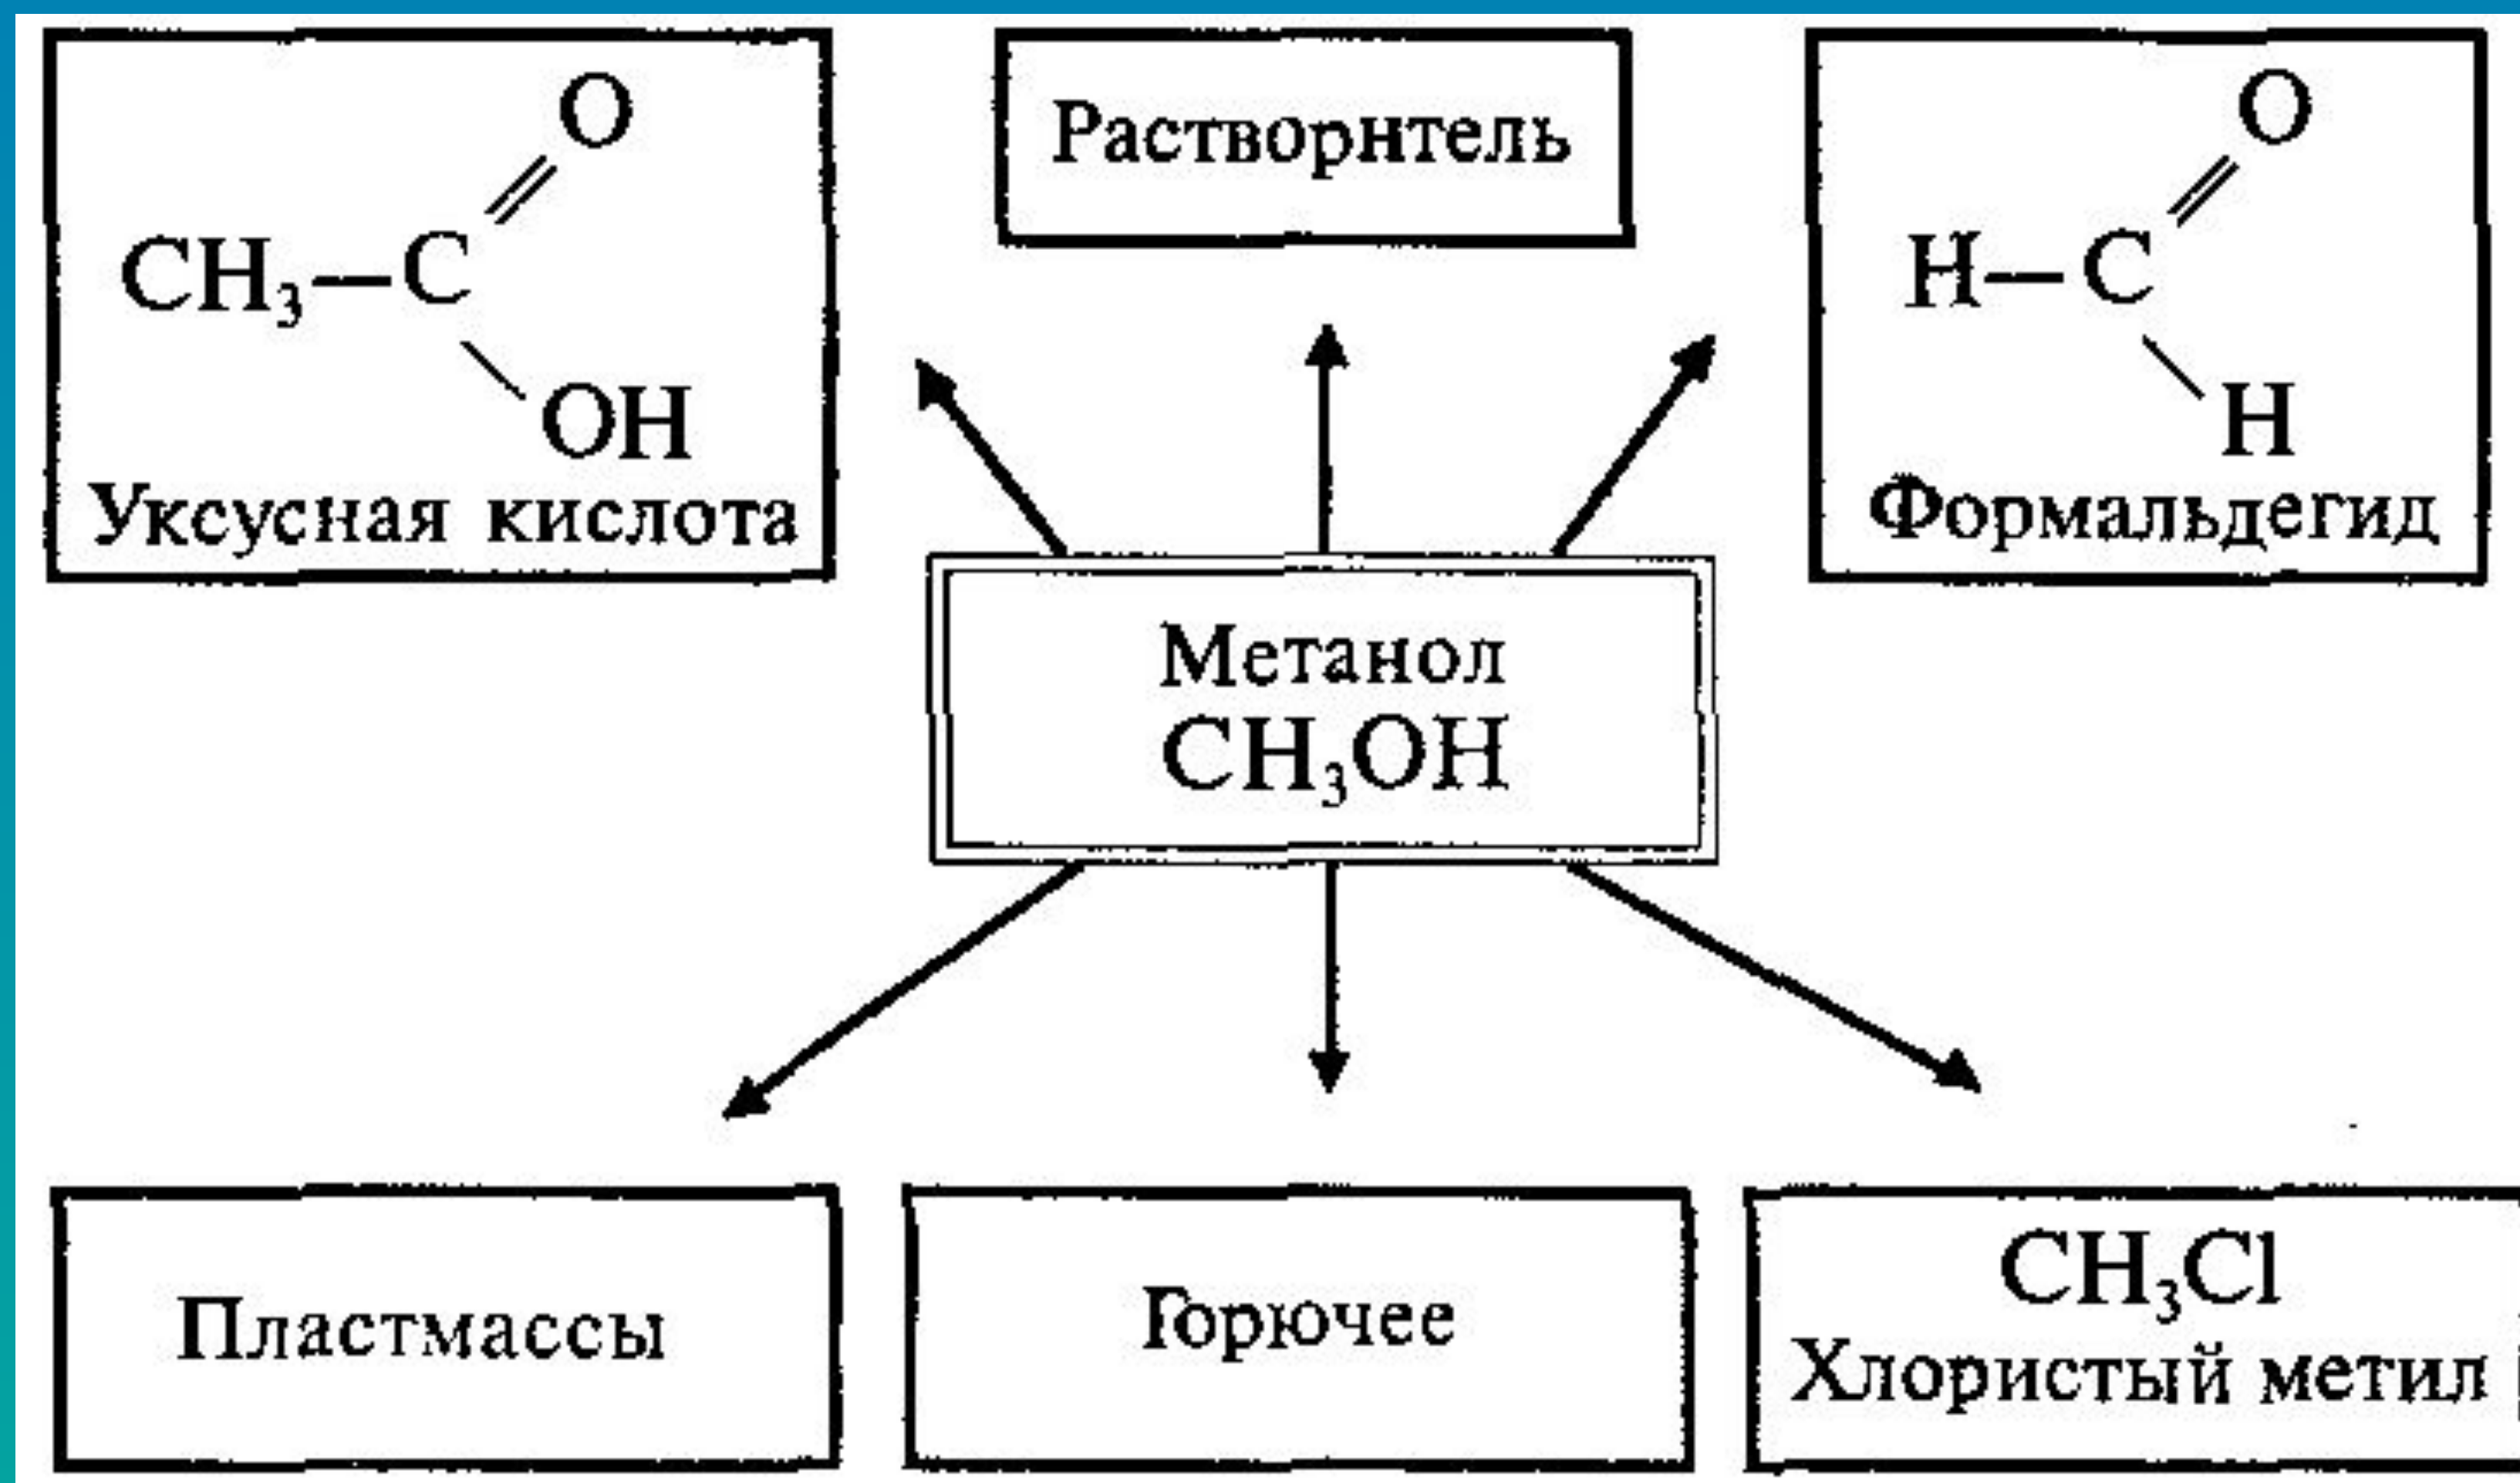 O
CH₃—C
OH
Уксусная кислота
Растворнтель
O
H—C
H
Формальдегид
Метанол
CH₃OH
Пластмассы
Горючее
CH₃Cl
Хлористый метил